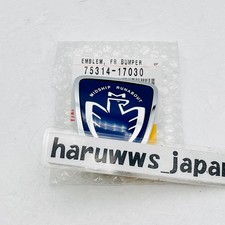 EMBLEM, FR BUMPER
75314-17030
MIDSHIP RUNABOUT
haruwws_japan